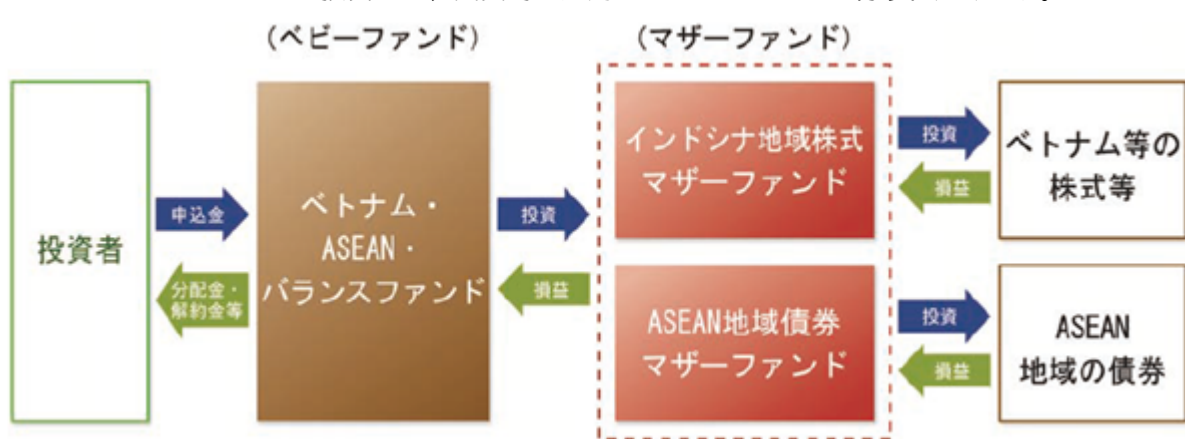 (ベビーファンド)
(マザーファンド)
投資者
申込金
分配金・
解約金等
ベトナム・
ASEAN・
バランスファンド
投資
損益
インドシナ地域株式
マザーファンド
ASEAN地域債券
マザーファンド
投資
損益
ベトナム等の
株式等
投資
損益
ASEAN
地域の債券